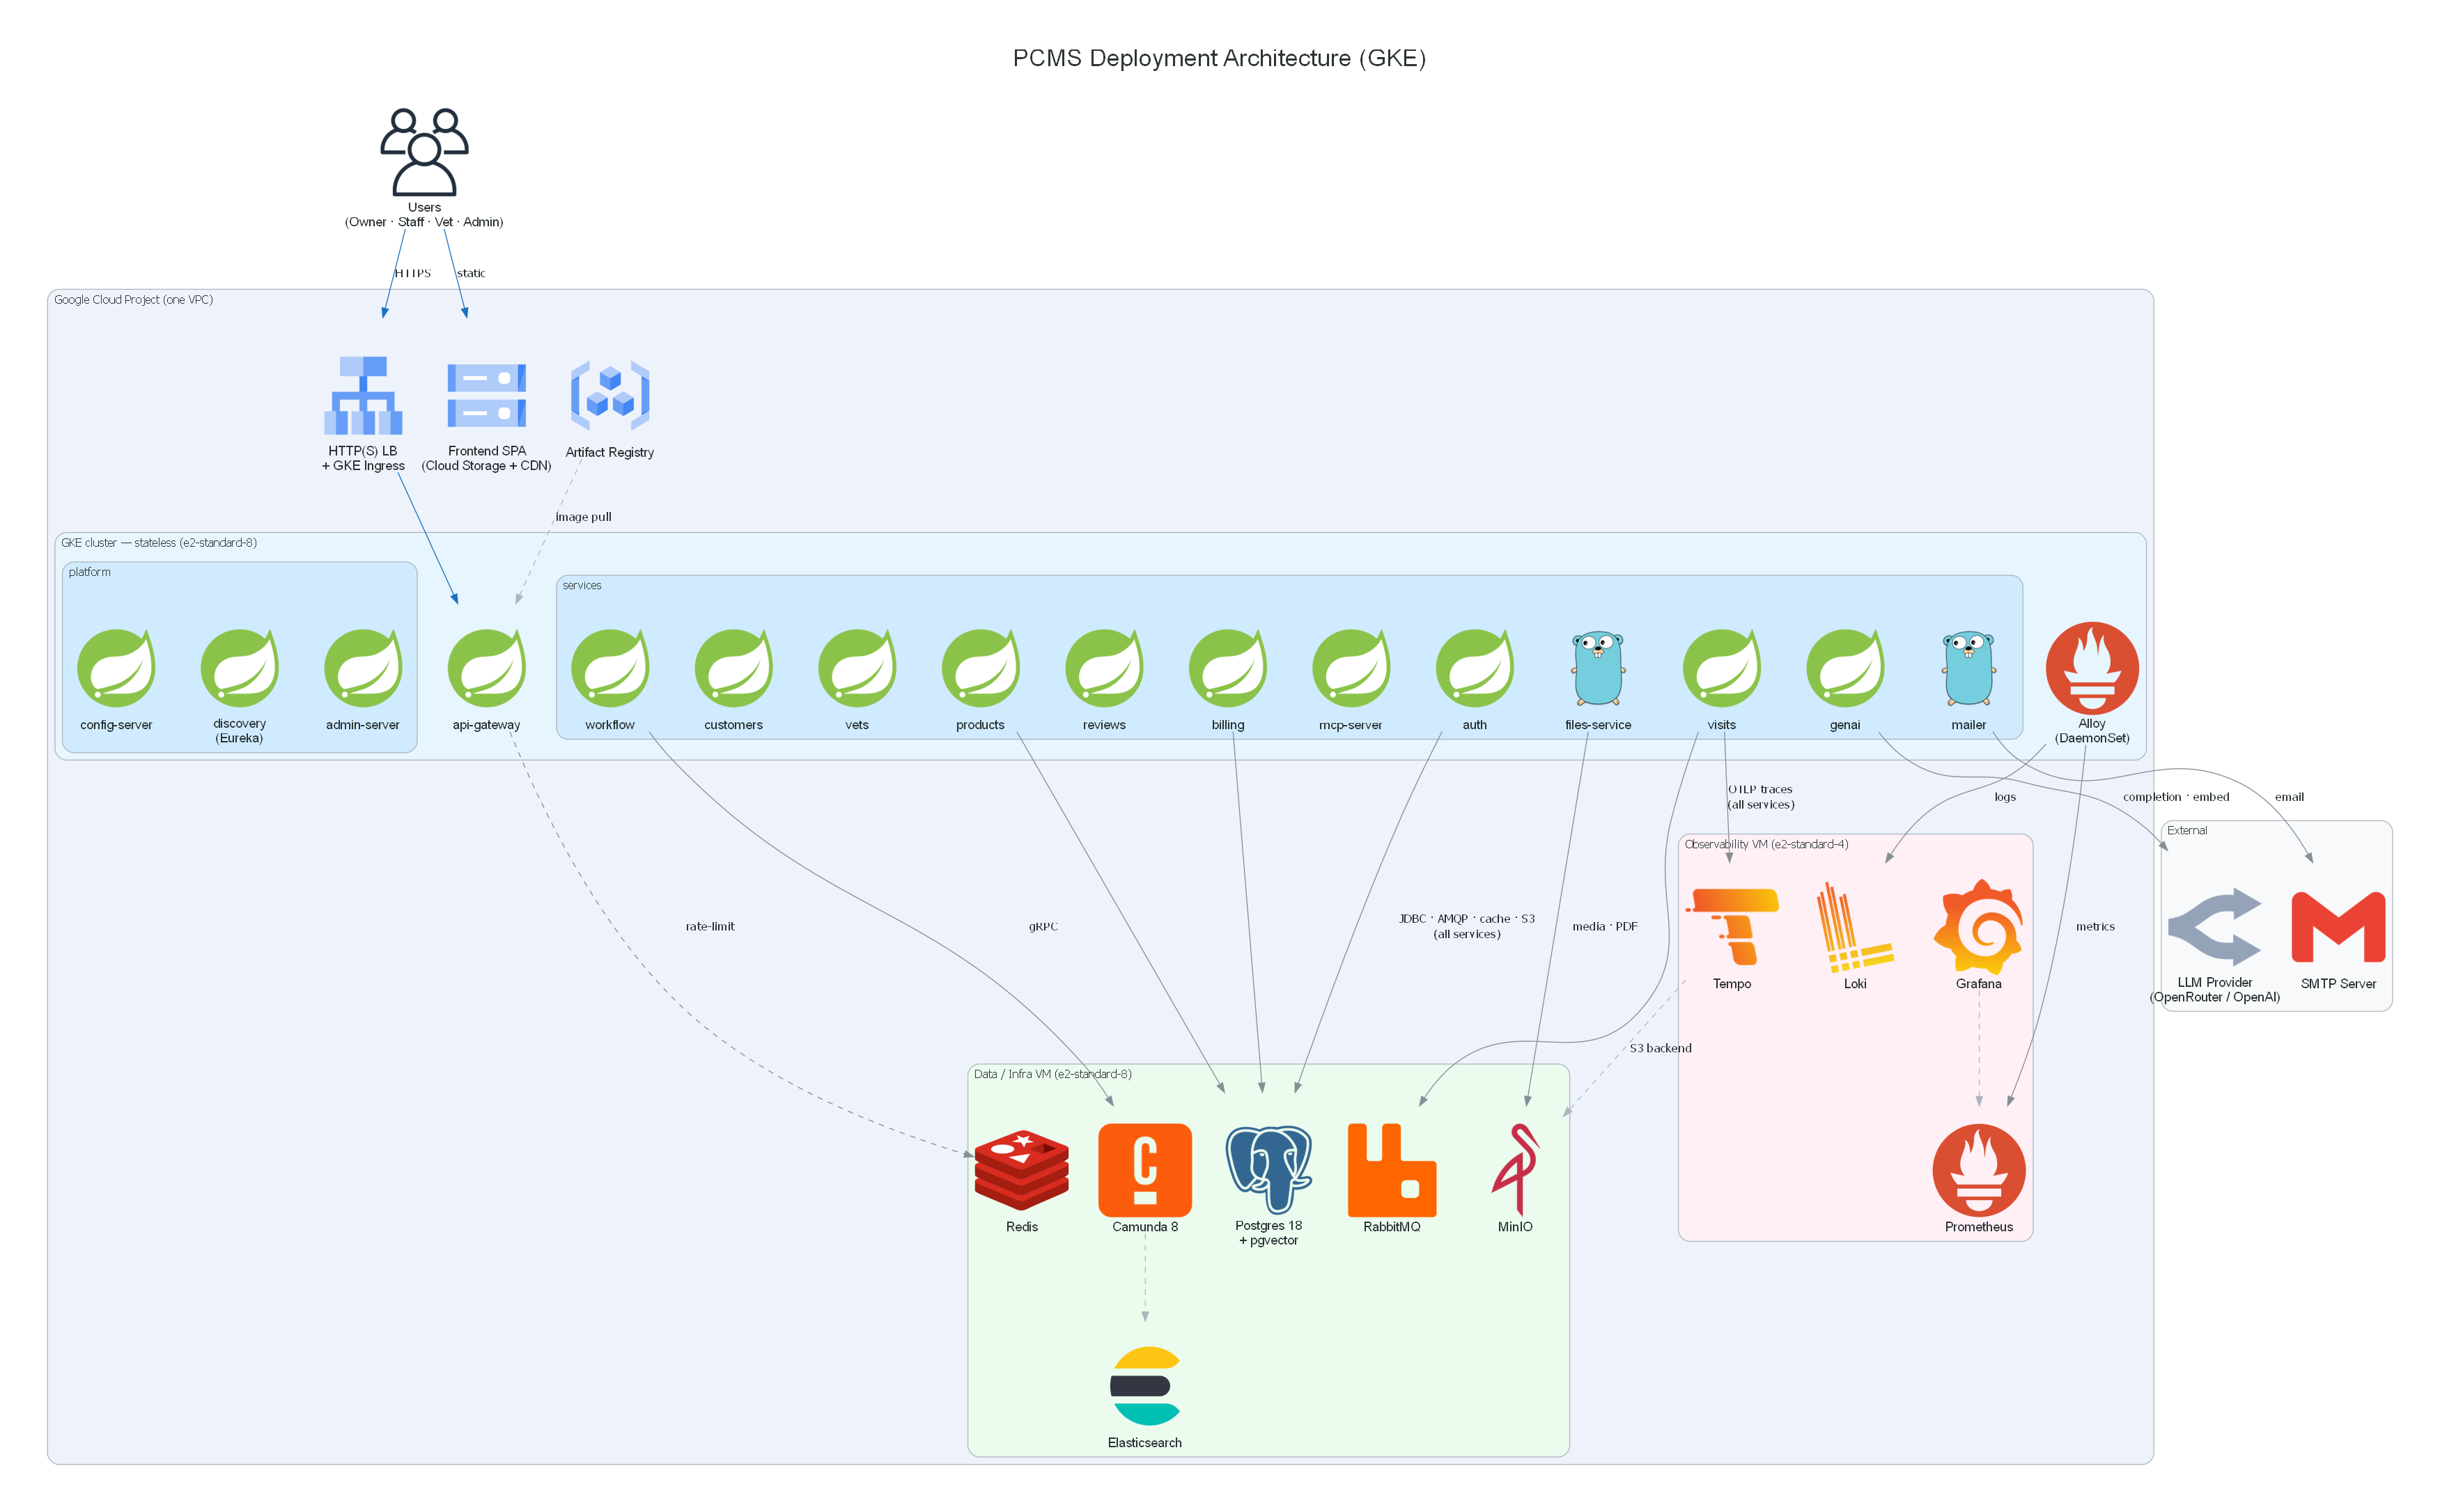 PCMS Deployment Architecture (GKE)
Users
(Owner · Staff · Vet · Admin)
HTTPS
static
Google Cloud Project (one VPC)
HTTP(S) LB
+ GKE Ingress
Frontend SPA
(Cloud Storage + CDN)
Artifact Registry
image pull
GKE cluster — stateless (e2-standard-8)
platform
services
config-server
discovery
(Eureka)
admin-server
api-gateway
workflow
customers
vets
products
reviews
billing
mcp-server
auth
files-service
visits
genai
mailer
Alloy
(DaemonSet)
OTLP traces
(all services)
logs
completion · embed
email
External
Observability VM (e2-standard-4)
rate-limit
gRPC
JDBC · AMQP · cache · S3
(all services)
media · PDF
metrics
Tempo
Loki
Grafana
LLM Provider
(OpenRouter / OpenAI)
SMTP Server
S3 backend
Data / Infra VM (e2-standard-8)
Redis
Camunda 8
Postgres 18
+ pgvector
RabbitMQ
MinIO
Prometheus
Elasticsearch